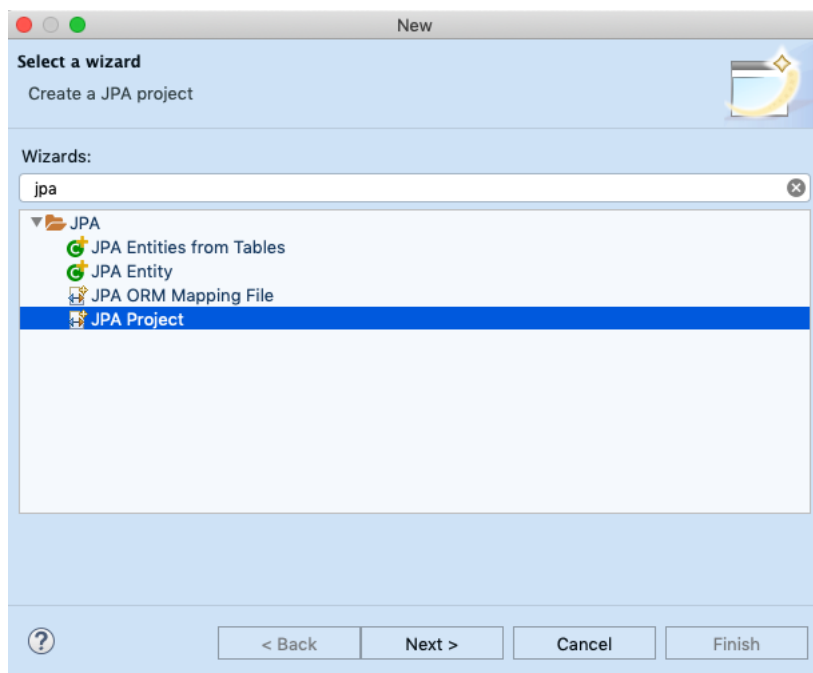 New
Select a wizard
Create a JPA project
Wizards:
jpa
JPA
JPA Entities from Tables
JPA Entity
JPA ORM Mapping File
JPA Project
? < Back Next > Cancel Finish